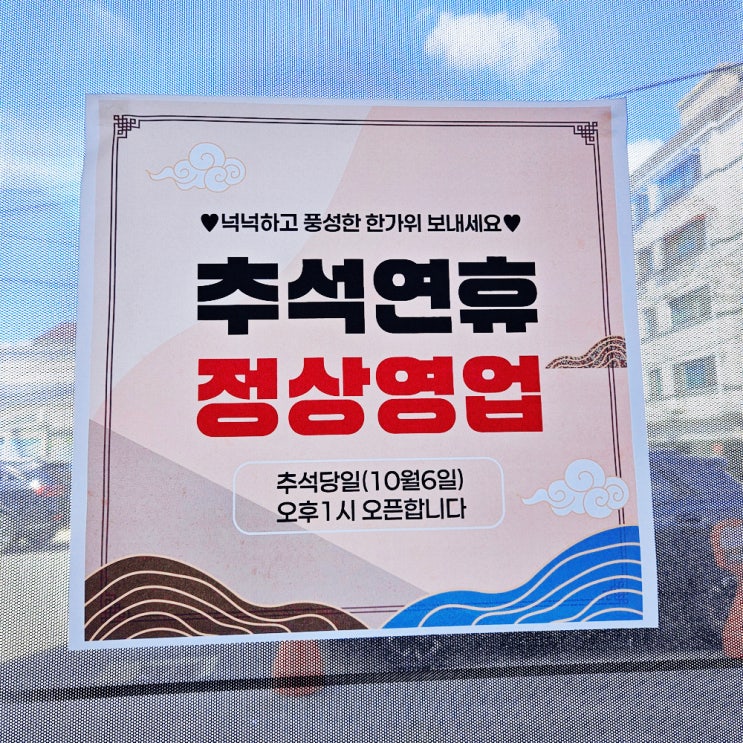 ♥넉넉하고 풍성한 한가위 보내세요♥
추석연휴
정상영업
추석당일(10월6일)
오후1시 오픈합니다